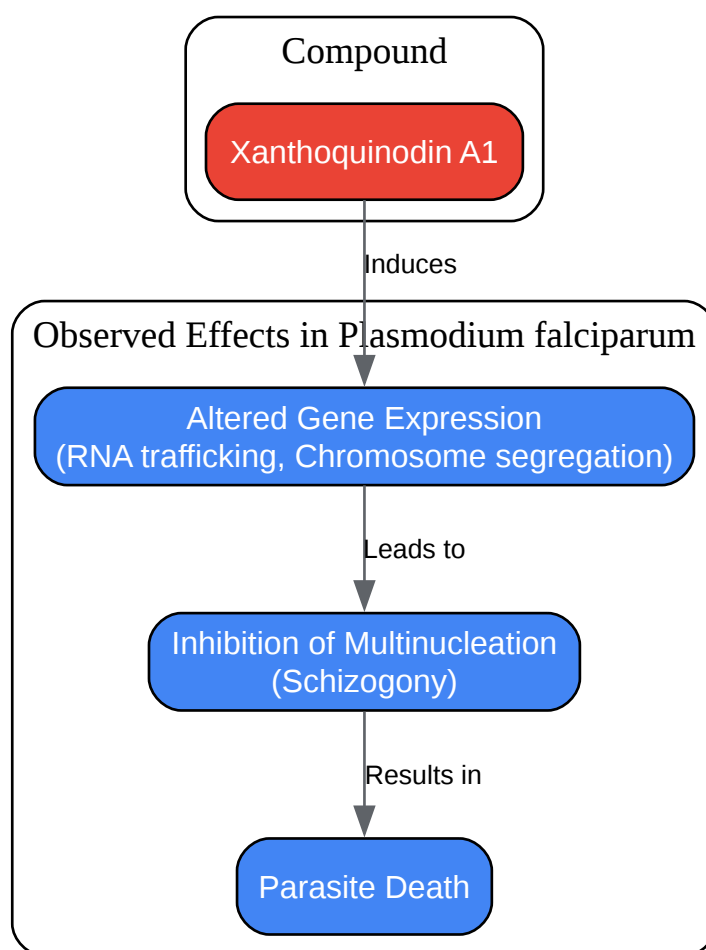 Compound
Xanthoquinodin A1
Induces
Observed Effects in Plasmodium falciparum
Altered Gene Expression
(RNA trafficking, Chromosome segregation)
Leads to
Inhibition of Multinucleation
(Schizogony)
Results in
Parasite Death